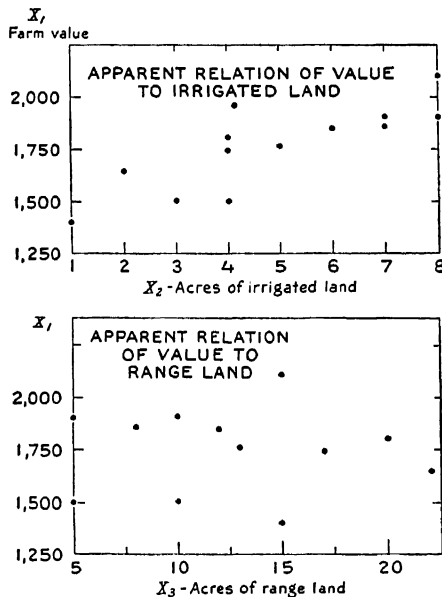 X₁
Farm value
APPARENT RELATION OF VALUE
TO IRRIGATED LAND
2,000
1,750
1,500
1,250
1 2 3 4 5 6 7 8
X₂-Acres of irrigated land
X₁
APPARENT RELATION
OF VALUE TO
RANGE LAND
2,000
1,750
1,500
1,250
5 10 15 20
X₃-Acres of range land